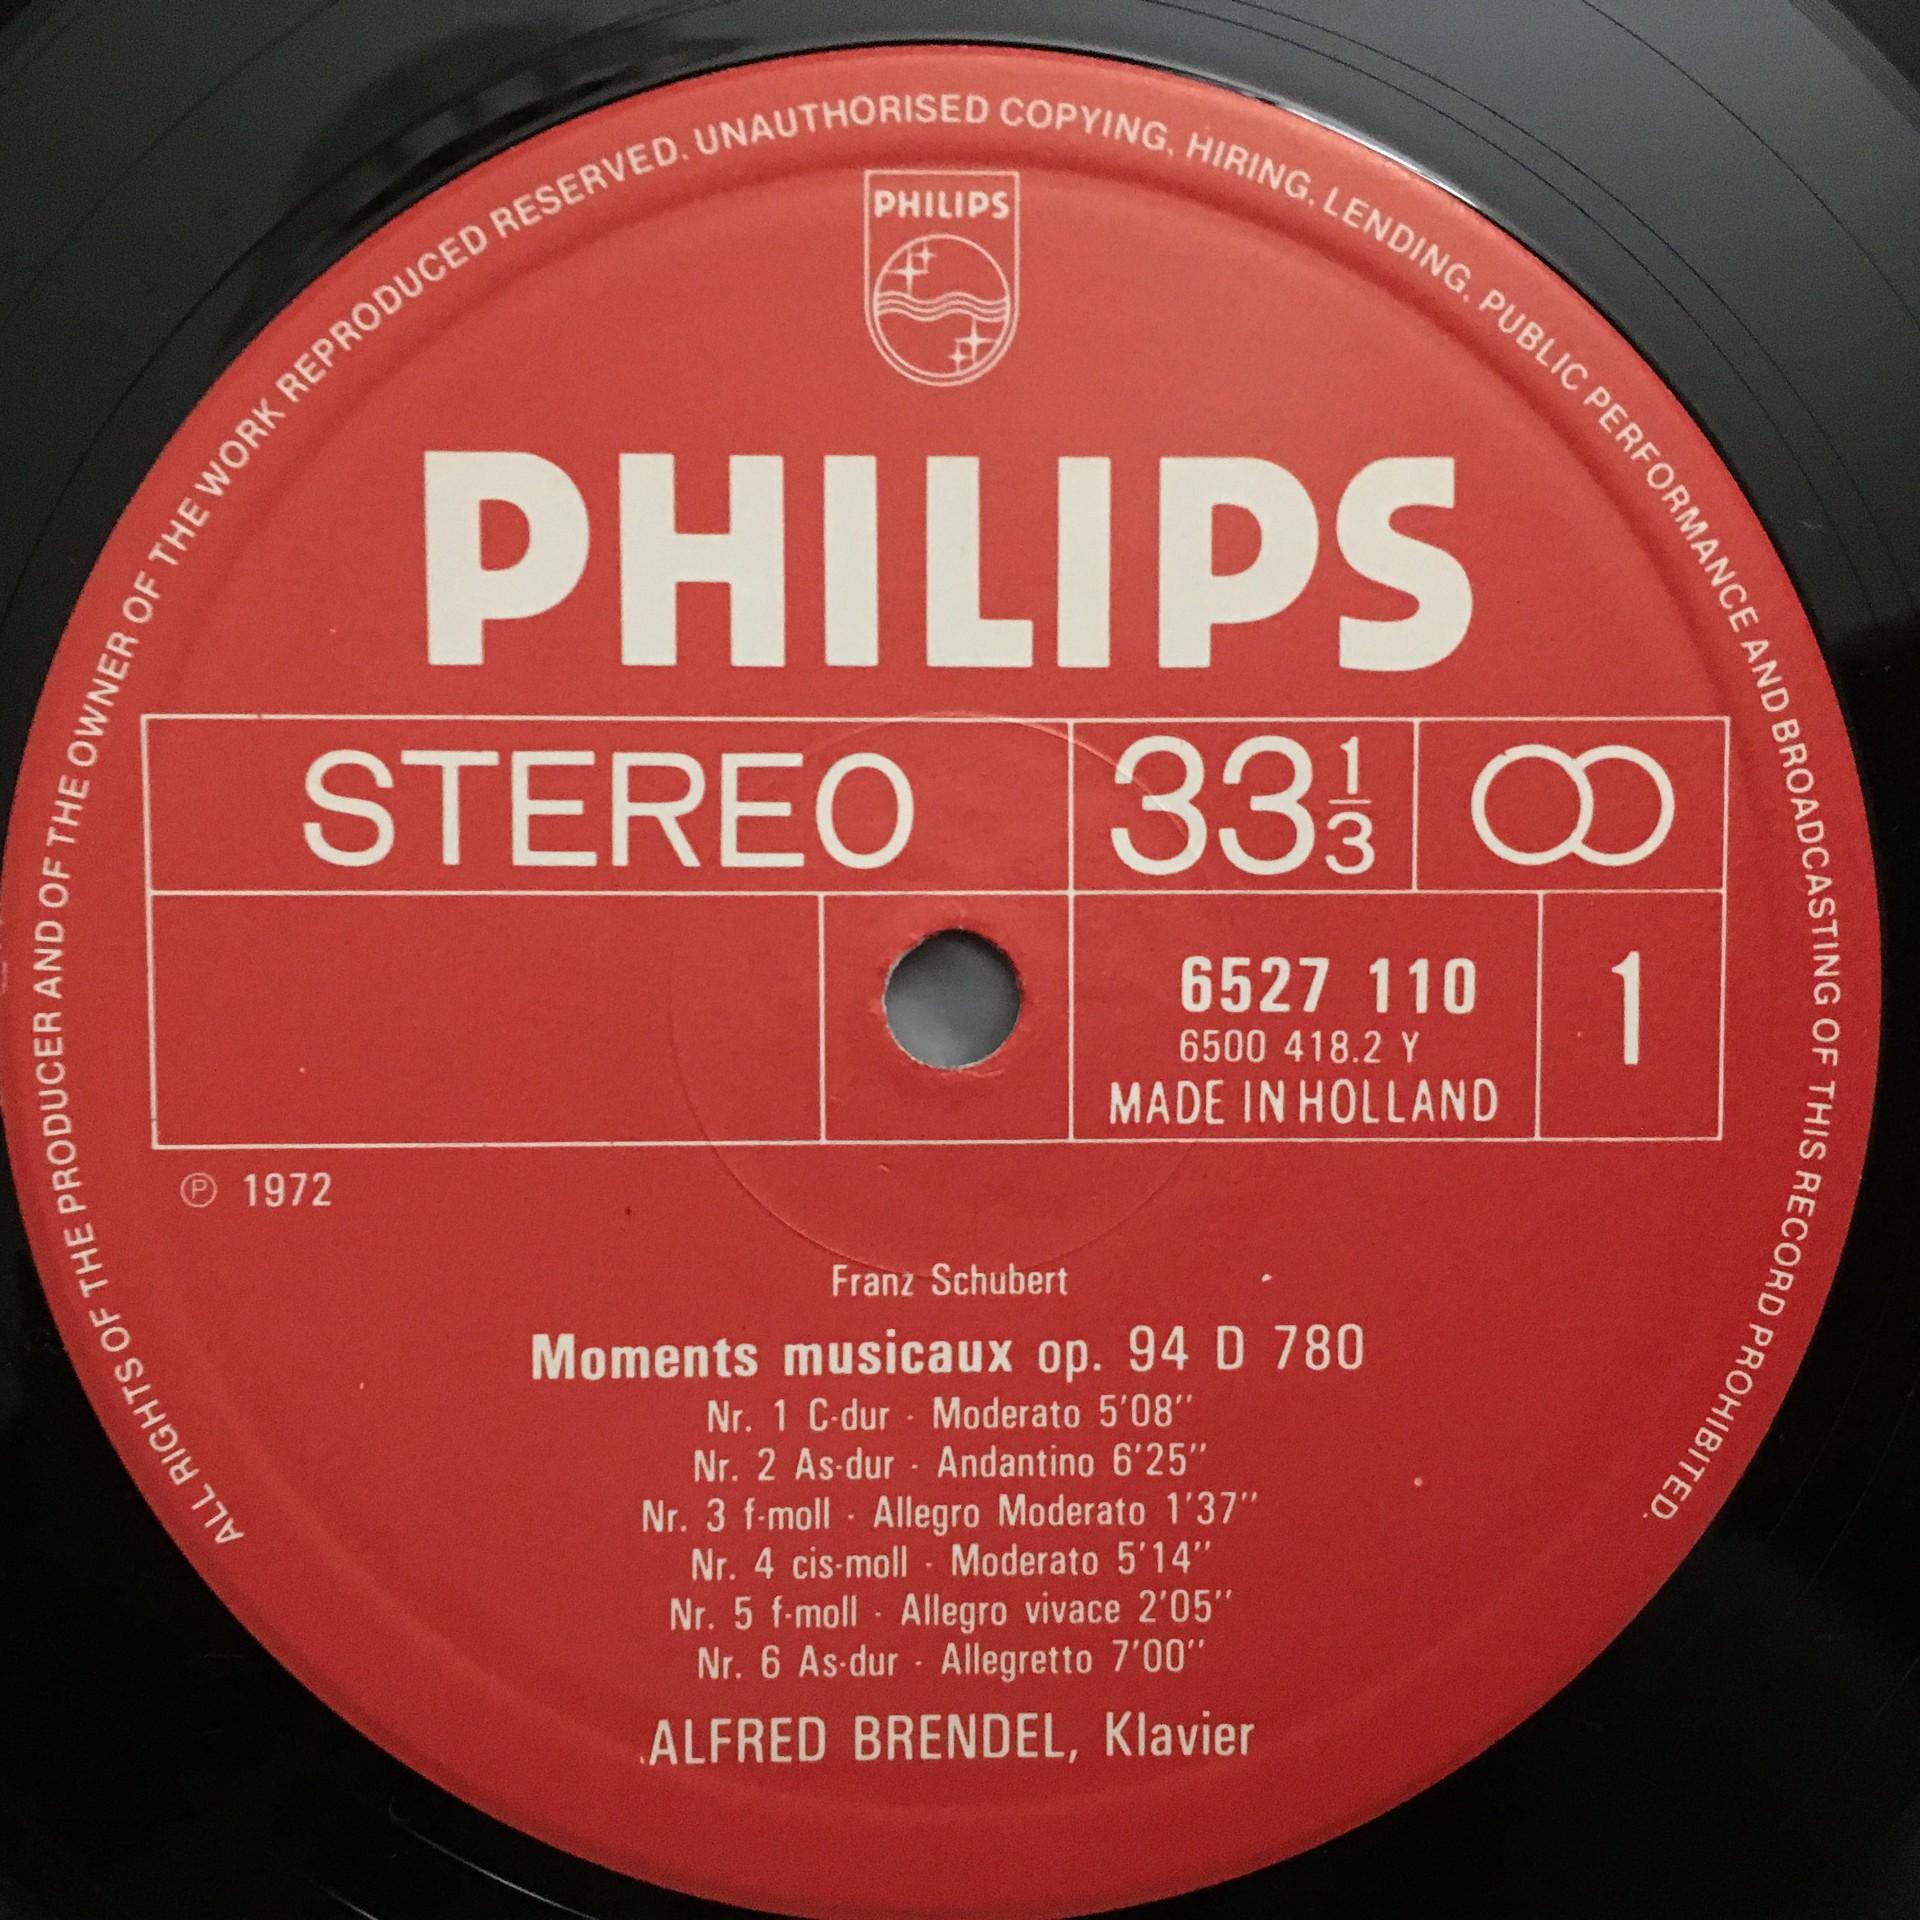 ALL RIGHTS OF THE PRODUCER AND OF THE OWNER OF THE WORK REPRODUCED RESERVED. UNAUTHORISED COPYING, HIRING, LENDING, PUBLIC PERFORMANCE AND BROADCASTING OF THIS RECORD PROHIBITED.
PHILIPS
PHILIPS
STEREO 33 1/3
6527 110 1
6500 418.2 Y
MADE IN HOLLAND
℗ 1972
Franz Schubert
Moments musicaux op. 94 D 780
Nr. 1 C-dur · Moderato 5'08''
Nr. 2 As-dur · Andantino 6'25''
Nr. 3 f-moll · Allegro Moderato 1'37''
Nr. 4 cis-moll · Moderato 5'14''
Nr. 5 f-moll · Allegro vivace 2'05''
Nr. 6 As-dur · Allegretto 7'00''
ALFRED BRENDEL, Klavier